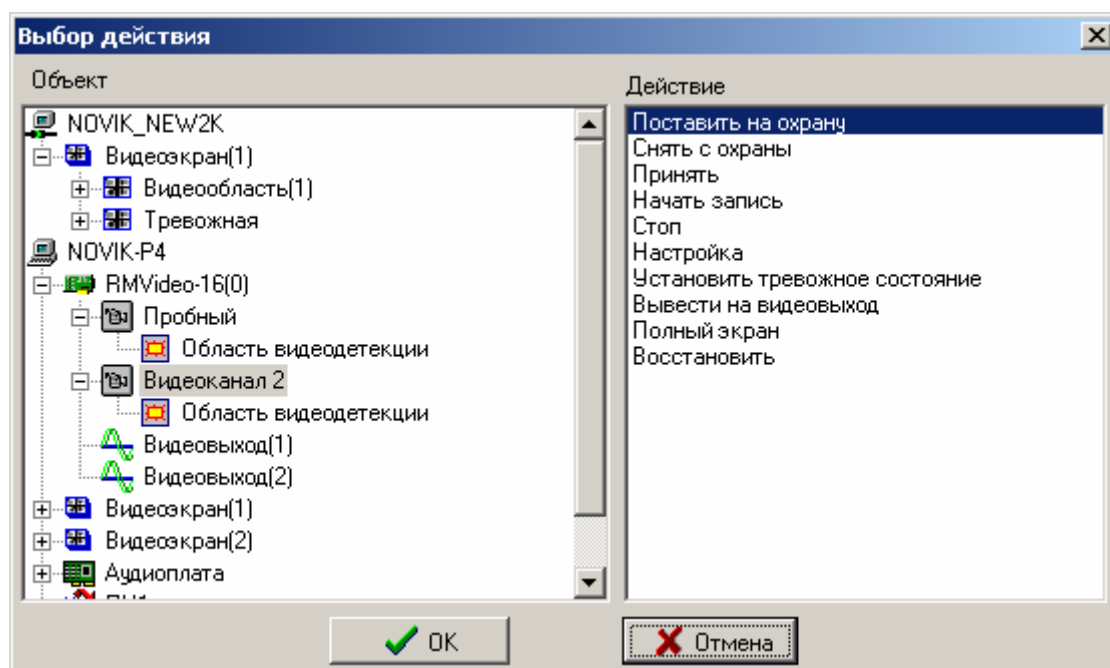 Выбор действия
Объект
NOVIK_NEW2K
Видеоэкран(1)
Видеообласть(1)
Тревожная
NOVIK-P4
RMVideo-16(0)
Пробный
Область видеодетекции
Видеоканал 2
Область видеодетекции
Видеовыход(1)
Видеовыход(2)
Видеоэкран(1)
Видеоэкран(2)
Аудиоплата
Действие
Поставить на охрану
Снять с охраны
Принять
Начать запись
Стоп
Настройка
Установить тревожное состояние
Вывести на видеовыход
Полный экран
Восстановить
OK
Отмена